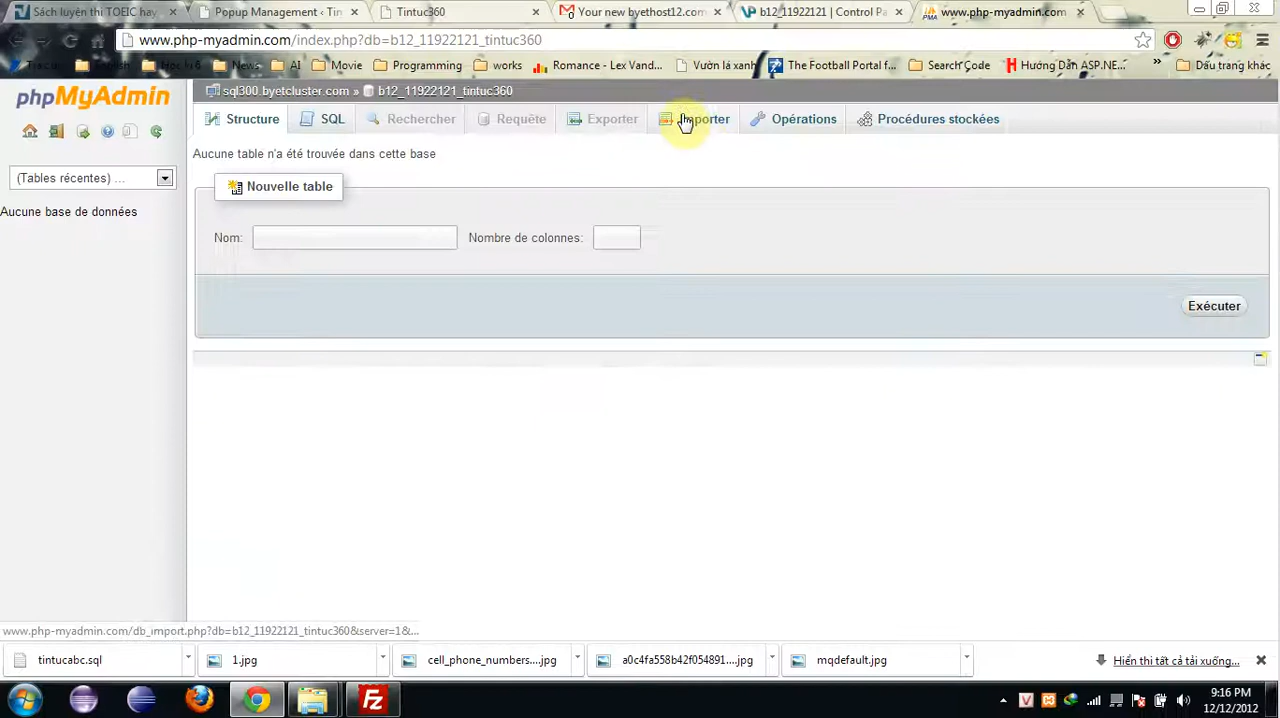 Sách luyện thi TOEIC hay
Popup Management - Tin
Tintuc360
Your new byethost12.com
b12_11922121 | Control Pa
www.php-myadmin.com
www.php-myadmin.com/index.php?db=b12_11922121_tintuc360
English
Học kì 6
News
AI
Movie
Programming
works
Romance - Lex Vand...
Vườn lá xanh
The Football Portal f...
Search Code
Hướng Dẫn ASP.NE...
»
Dấu trang khác
phpMyAdmin
sql300.byetcluster.com » b12_11922121_tintuc360
Structure
SQL
Rechercher
Requête
Exporter
Importer
Opérations
Procédures stockées
Aucune table n'a été trouvée dans cette base
(Tables récentes) ...
Nouvelle table
Aucune base de données
Nom:
Nombre de colonnes:
Exécuter
www.php-myadmin.com/db_import.php?db=b12_11922121_tintuc360&server=1&...
tintucabc.sql
1.jpg
cell_phone_numbers....jpg
a0c4fa558b42f054891....jpg
mqdefault.jpg
Hiển thị tất cả tải xuống...
9:16 PM
12/12/2012